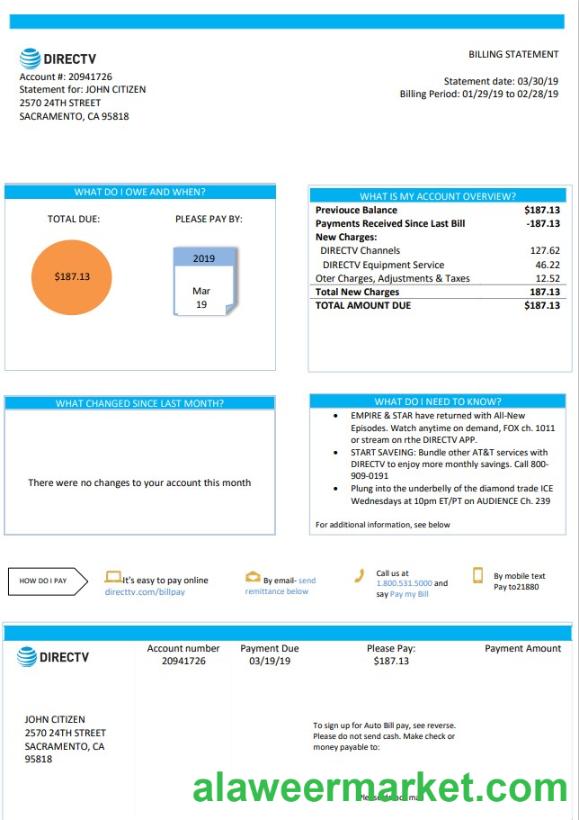 DIRECTV
Account #: 20941726
Statement for: JOHN CITIZEN
2570 24TH STREET
SACRAMENTO, CA 95818
BILLING STATEMENT
Statement date: 03/30/19
Billing Period: 01/29/19 to 02/28/19
WHAT DO I OWE AND WHEN?
TOTAL DUE:
PLEASE PAY BY:
$187.13
2019
Mar
19
WHAT IS MY ACCOUNT OVERVIEW?
Previouce Balance $187.13
Payments Received Since Last Bill -187.13
New Charges:
DIRECTV Channels 127.62
DIRECTV Equipment Service 46.22
Oter Charges, Adjustments & Taxes 12.52
Total New Charges 187.13
TOTAL AMOUNT DUE $187.13
WHAT CHANGED SINCE LAST MONTH?
There were no changes to your account this month
WHAT DO I NEED TO KNOW?
• EMPIRE & STAR have returned with All-New
Episodes. Watch anytime on demand, FOX ch. 1011
or stream on rthe DIRECTV APP.
• START SAVEING: Bundle other AT&T services with
DIRECTV to enjoy more monthly savings. Call 800-
909-0191
• Plung into the underbelly of the diamond trade ICE
Wednesdays at 10pm ET/PT on AUDIENCE Ch. 239
For additional information, see below
HOW DO I PAY
It's easy to pay online
directtv.com/billpay
By email- send
remittance below
Call us at
1.800.531.5000 and
say Pay my Bill
By mobile text
Pay to21880
DIRECTV
Account number
20941726
Payment Due
03/19/19
Please Pay:
$187.13
Payment Amount
JOHN CITIZEN
2570 24TH STREET
SACRAMENTO, CA
95818
To sign up for Auto Bill pay, see reverse.
Please do not send cash. Make check or
money payable to:
alaweermarket.com